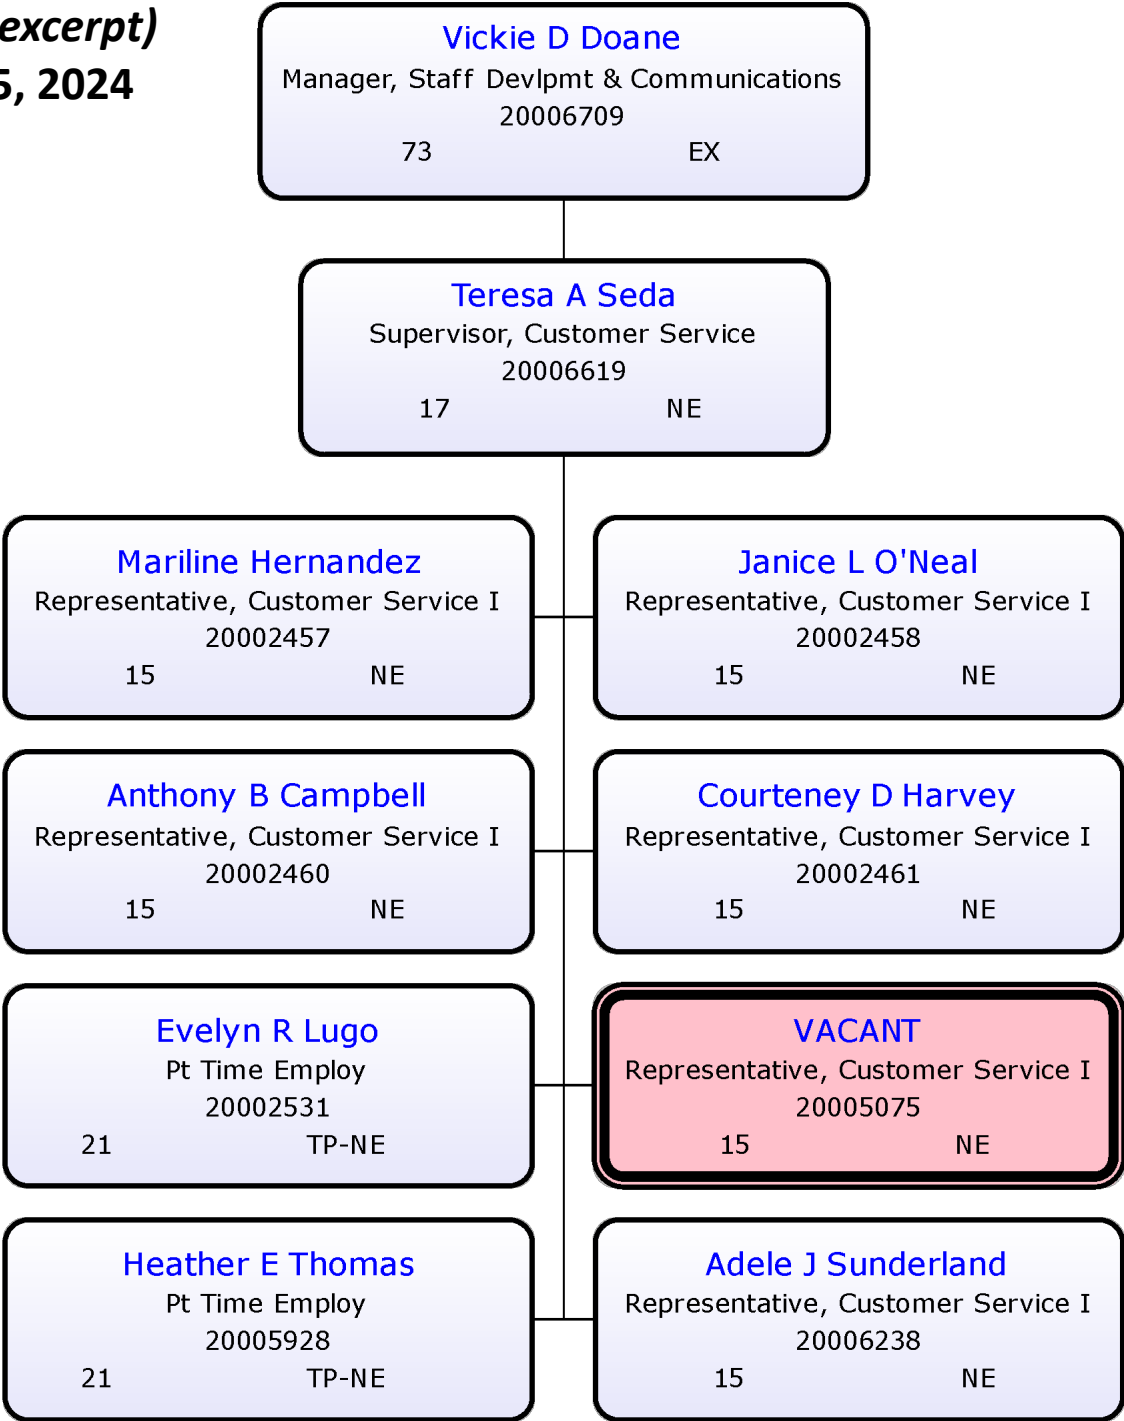 excerpt)
5, 2024
Vickie D Doane
Manager, Staff Devlpmt & Communications
20006709
73 EX
Teresa A Seda
Supervisor, Customer Service
20006619
17 NE
Mariline Hernandez
Representative, Customer Service I
20002457
15 NE
Janice L O'Neal
Representative, Customer Service I
20002458
15 NE
Anthony B Campbell
Representative, Customer Service I
20002460
15 NE
Courteney D Harvey
Representative, Customer Service I
20002461
15 NE
Evelyn R Lugo
Pt Time Employ
20002531
21 TP-NE
VACANT
Representative, Customer Service I
20005075
15 NE
Heather E Thomas
Pt Time Employ
20005928
21 TP-NE
Adele J Sunderland
Representative, Customer Service I
20006238
15 NE